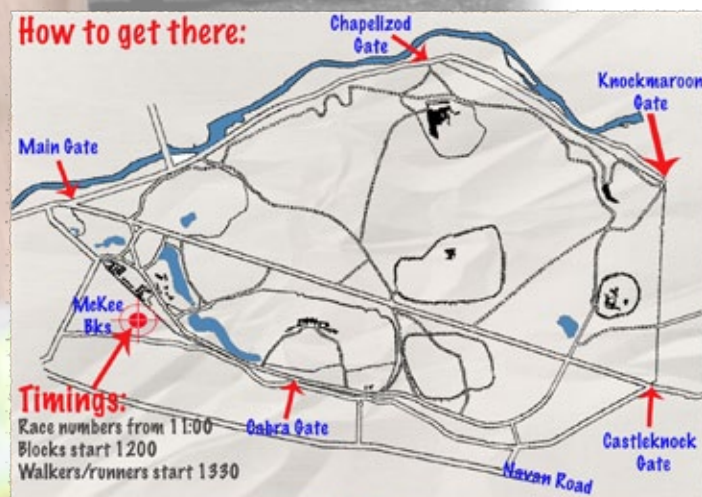 How to get there:
Chapelizod
Gate
Knockmaroon
Gate
Main Gate
McKee
Bks
Timings:
Race numbers from 11:00
Blocks start 1200
Walkers/runners start 1330
Cabra Gate
Navan Road
Castleknock
Gate